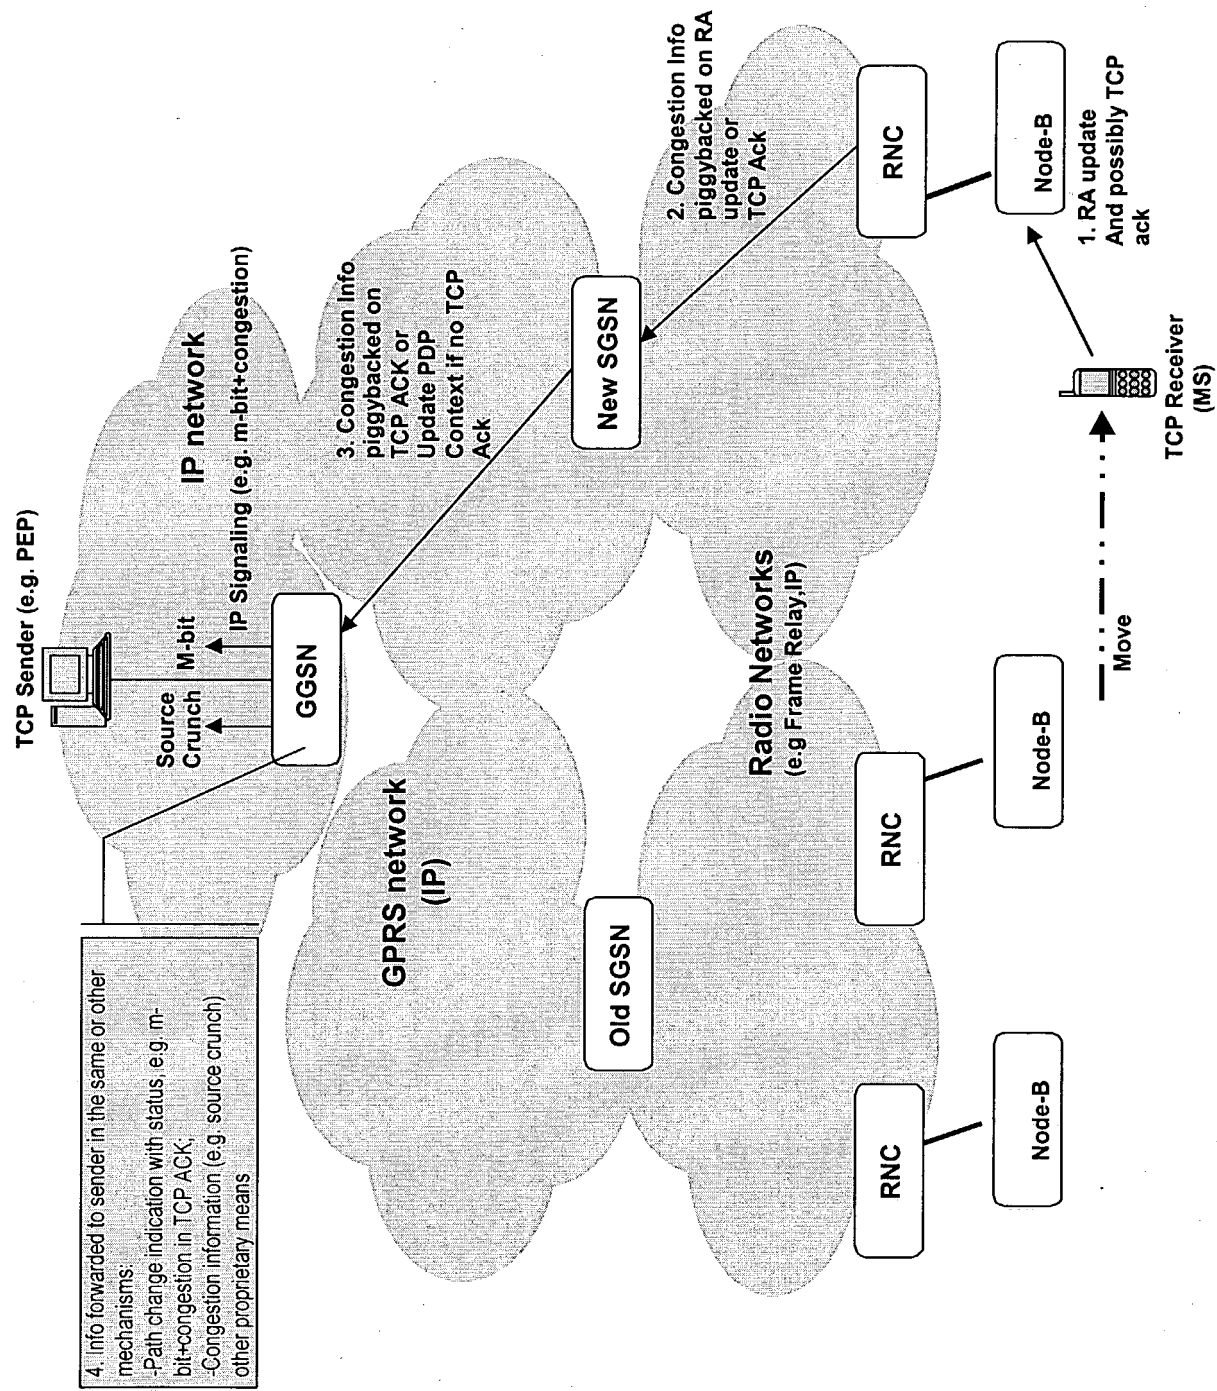 TCP Sender (e.g. PEP)
IP network
Source
Crunch
M-bit
IP Signaling (e.g. m-bit+congestion)
GGSN
4. Info forwarded to sender in the same or other
mechanisms:
-Path change indication with status, e.g m-
bit+congestion in TCP ACK;
-Congestion information (e.g. source crunch)
other proprietary means
3. Congestion Info
piggybacked on
TCP ACK or
Update PDP
Context if no TCP
Ack
GPRS network
(IP)
Old SGSN
New SGSN
2. Congestion Info
piggybacked on RA
update or
TCP Ack
Radio Networks
(e.g Frame Relay,IP)
RNC
RNC
RNC
Node-B
Node-B
Node-B
1. RA update
And possibly TCP
ack
Move
TCP Receiver
(MS)